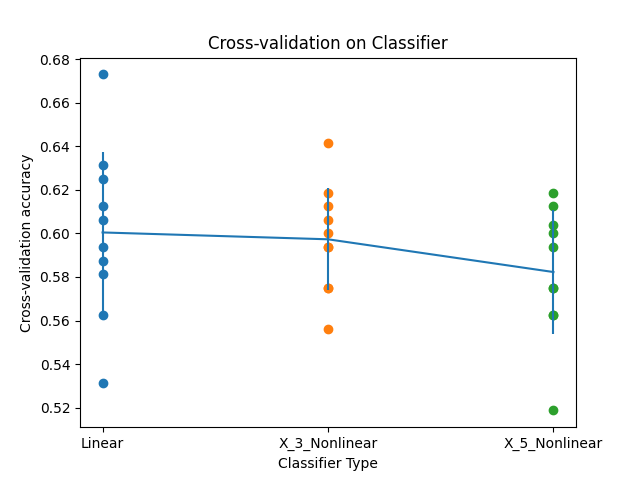 Cross-validation on Classifier
0.68
0.66
0.64
0.62
0.60
0.58
0.56
0.54
0.52
Cross-validation accuracy
Linear
X_3_Nonlinear
X_5_Nonlinear
Classifier Type